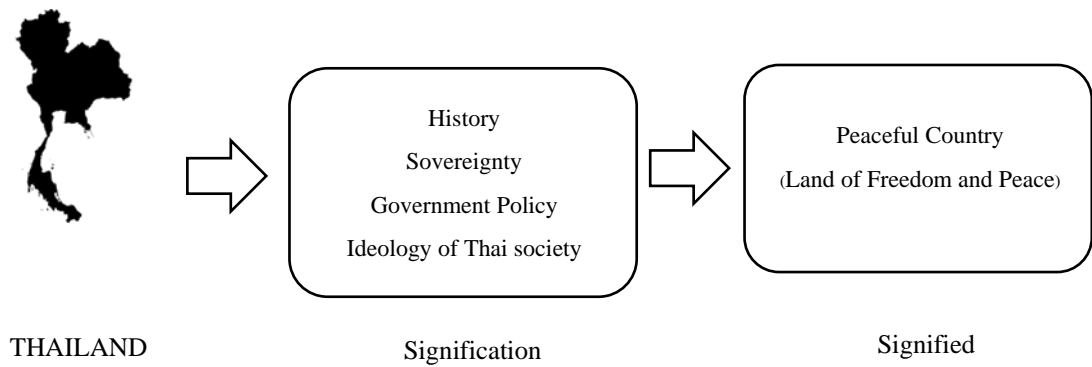 History
Sovereignty
Government Policy
Ideology of Thai society
Peaceful Country
(Land of Freedom and Peace)
THAILAND
Signification
Signified